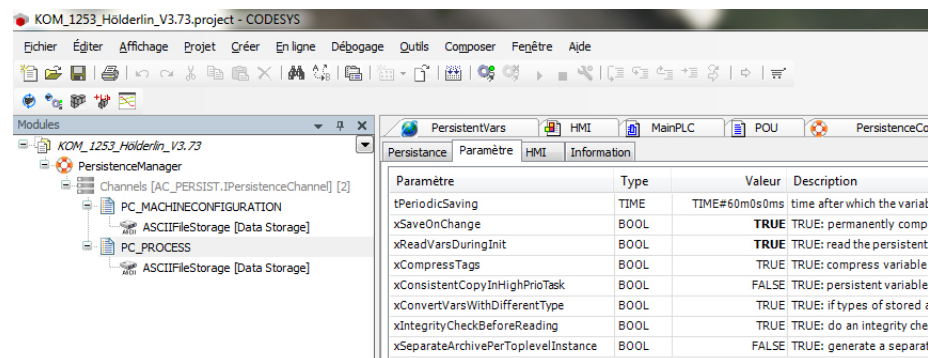 KOM_1253_Hölderlin_V3.73.project - CODESYS
Fichier Éditer Affichage Projet Créer En ligne Débogage Outils Composer Fenêtre Aide
Modules
PersistentVars HMI MainPLC POU PersistenceCo
KOM_1253_Hölderlin_V3.73
Persistance Paramètre HMI Information
PersistenceManager
Channels [AC_PERSIST.IPersistenceChannel] [2]
PC_MACHINECONFIGURATION
ASCIIFileStorage [Data Storage]
PC_PROCESS
ASCIIFileStorage [Data Storage]
Paramètre Type Valeur Description
tPeriodicSaving TIME TIME#60m0s0ms time after which the variab
xSaveOnChange BOOL TRUE TRUE: permanently comp
xReadVarsDuringInit BOOL TRUE TRUE: read the persistent
xCompressTags BOOL TRUE TRUE: compress variable
xConsistentCopyInHighPrioTask BOOL FALSE TRUE: persistent variable
xConvertVarsWithDifferentType BOOL TRUE TRUE: if types of stored a
xIntegrityCheckBeforeReading BOOL TRUE TRUE: do an integrity che
xSeparateArchivePerToplevelInstance BOOL FALSE TRUE: generate a separat